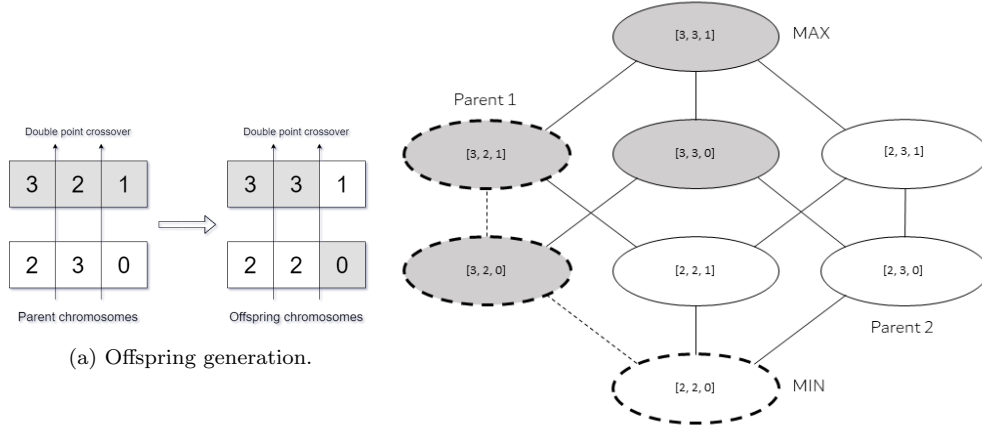 Double point crossover
3 2 1
2 3 0
Parent chromosomes
Double point crossover
3 3 1
2 2 0
Offspring chromosomes
(a) Offspring generation.
[3, 3, 1]
MAX
Parent 1
[3, 2, 1]
[3, 3, 0]
[2, 3, 1]
[3, 2, 0]
[2, 2, 1]
[2, 3, 0]
Parent 2
[2, 2, 0]
MIN